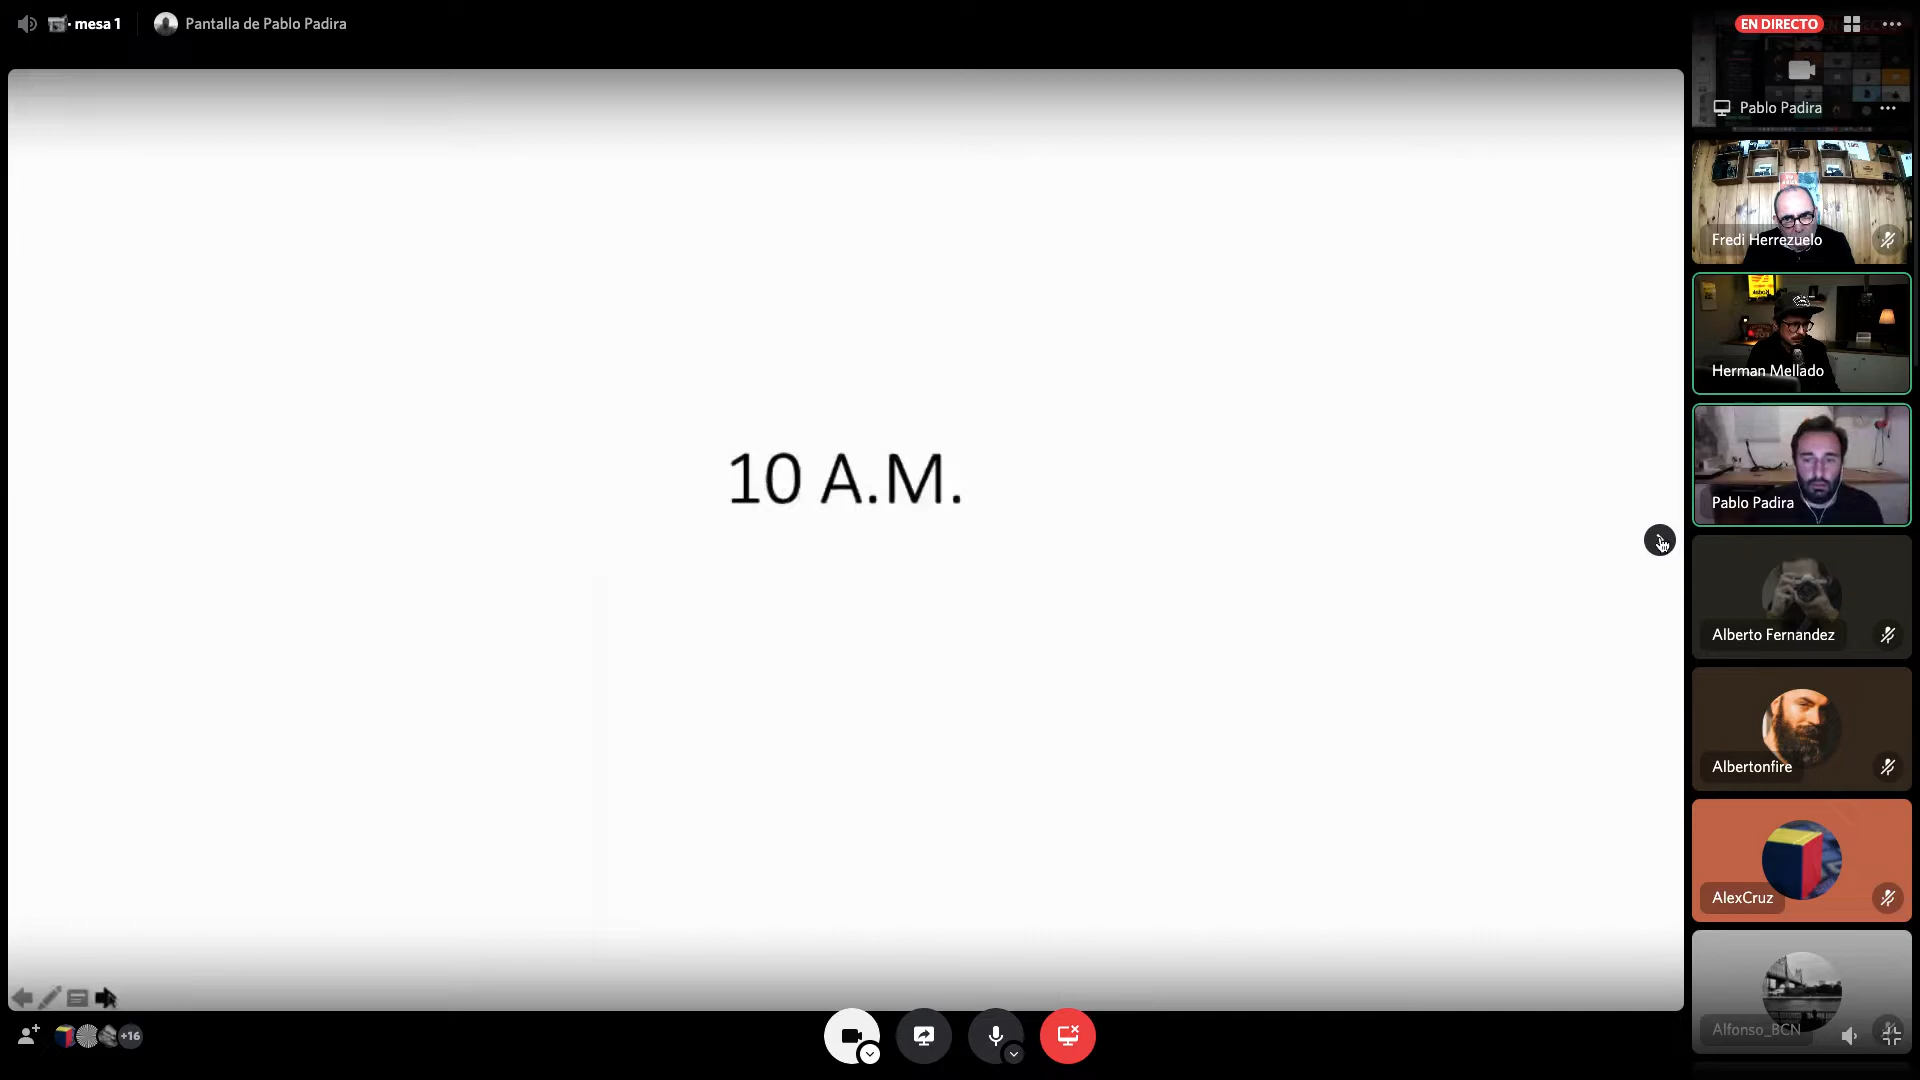 mesa 1
Pantalla de Pablo Padira
EN DIRECTO
Pablo Padira
Fredi Herrezuelo
Kodak
Herman Mellado
10 A.M.
Pablo Padira
Alberto Fernandez
Albertonfire
AlexCruz
Alfonso_BCN
+16